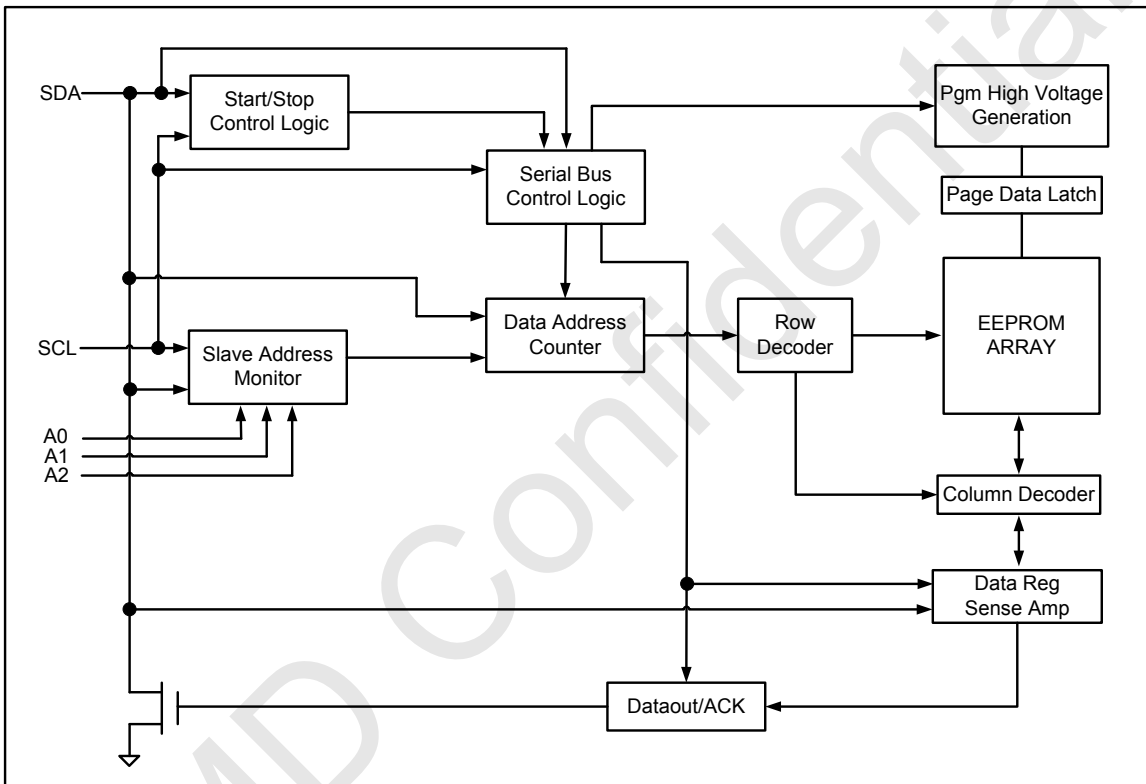 SDA
Start/Stop
Control Logic
Pgm High Voltage
Generation
Serial Bus
Control Logic
Page Data Latch
EEPROM
ARRAY
Data Address
Counter
Row
Decoder
SCL
Slave Address
Monitor
A0
A1
A2
Column Decoder
Data Reg
Sense Amp
Dataout/ACK
Confidential